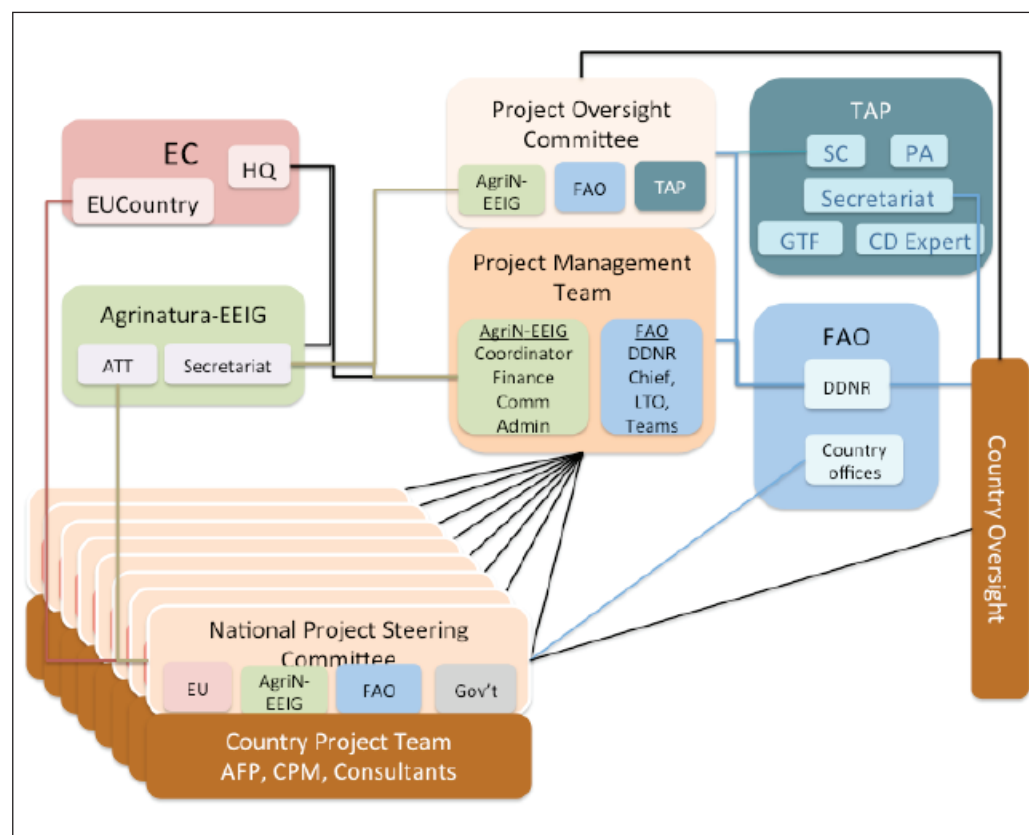 Project Oversight
Committee
AgriN-
EEIG
FAO
TAP
TAP
SC
PA
Secretariat
GTF
CD Expert
EC
HQ
EUCountry
Project Management
Team
AgriN-EEIG
Coordinator
Finance
Comm
Admin
FAO
DDNR
Chief,
LTO,
Teams
Agrinatura-EEIG
ATT
Secretariat
FAO
DDNR
Country
offices
Country Oversight
National Project Steering
Committee
EU
AgriN-
EEIG
FAO
Gov't
Country Project Team
AFP, CPM, Consultants